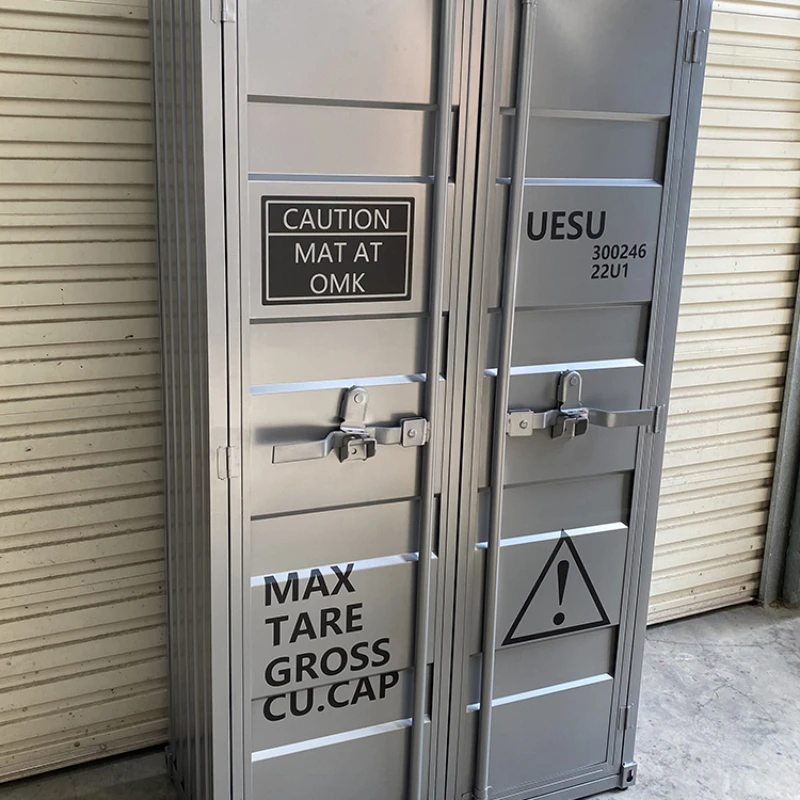 CAUTION
MAT AT
OMK
UESU
300246
22U1
MAX
TARE
GROSS
CU.CAP